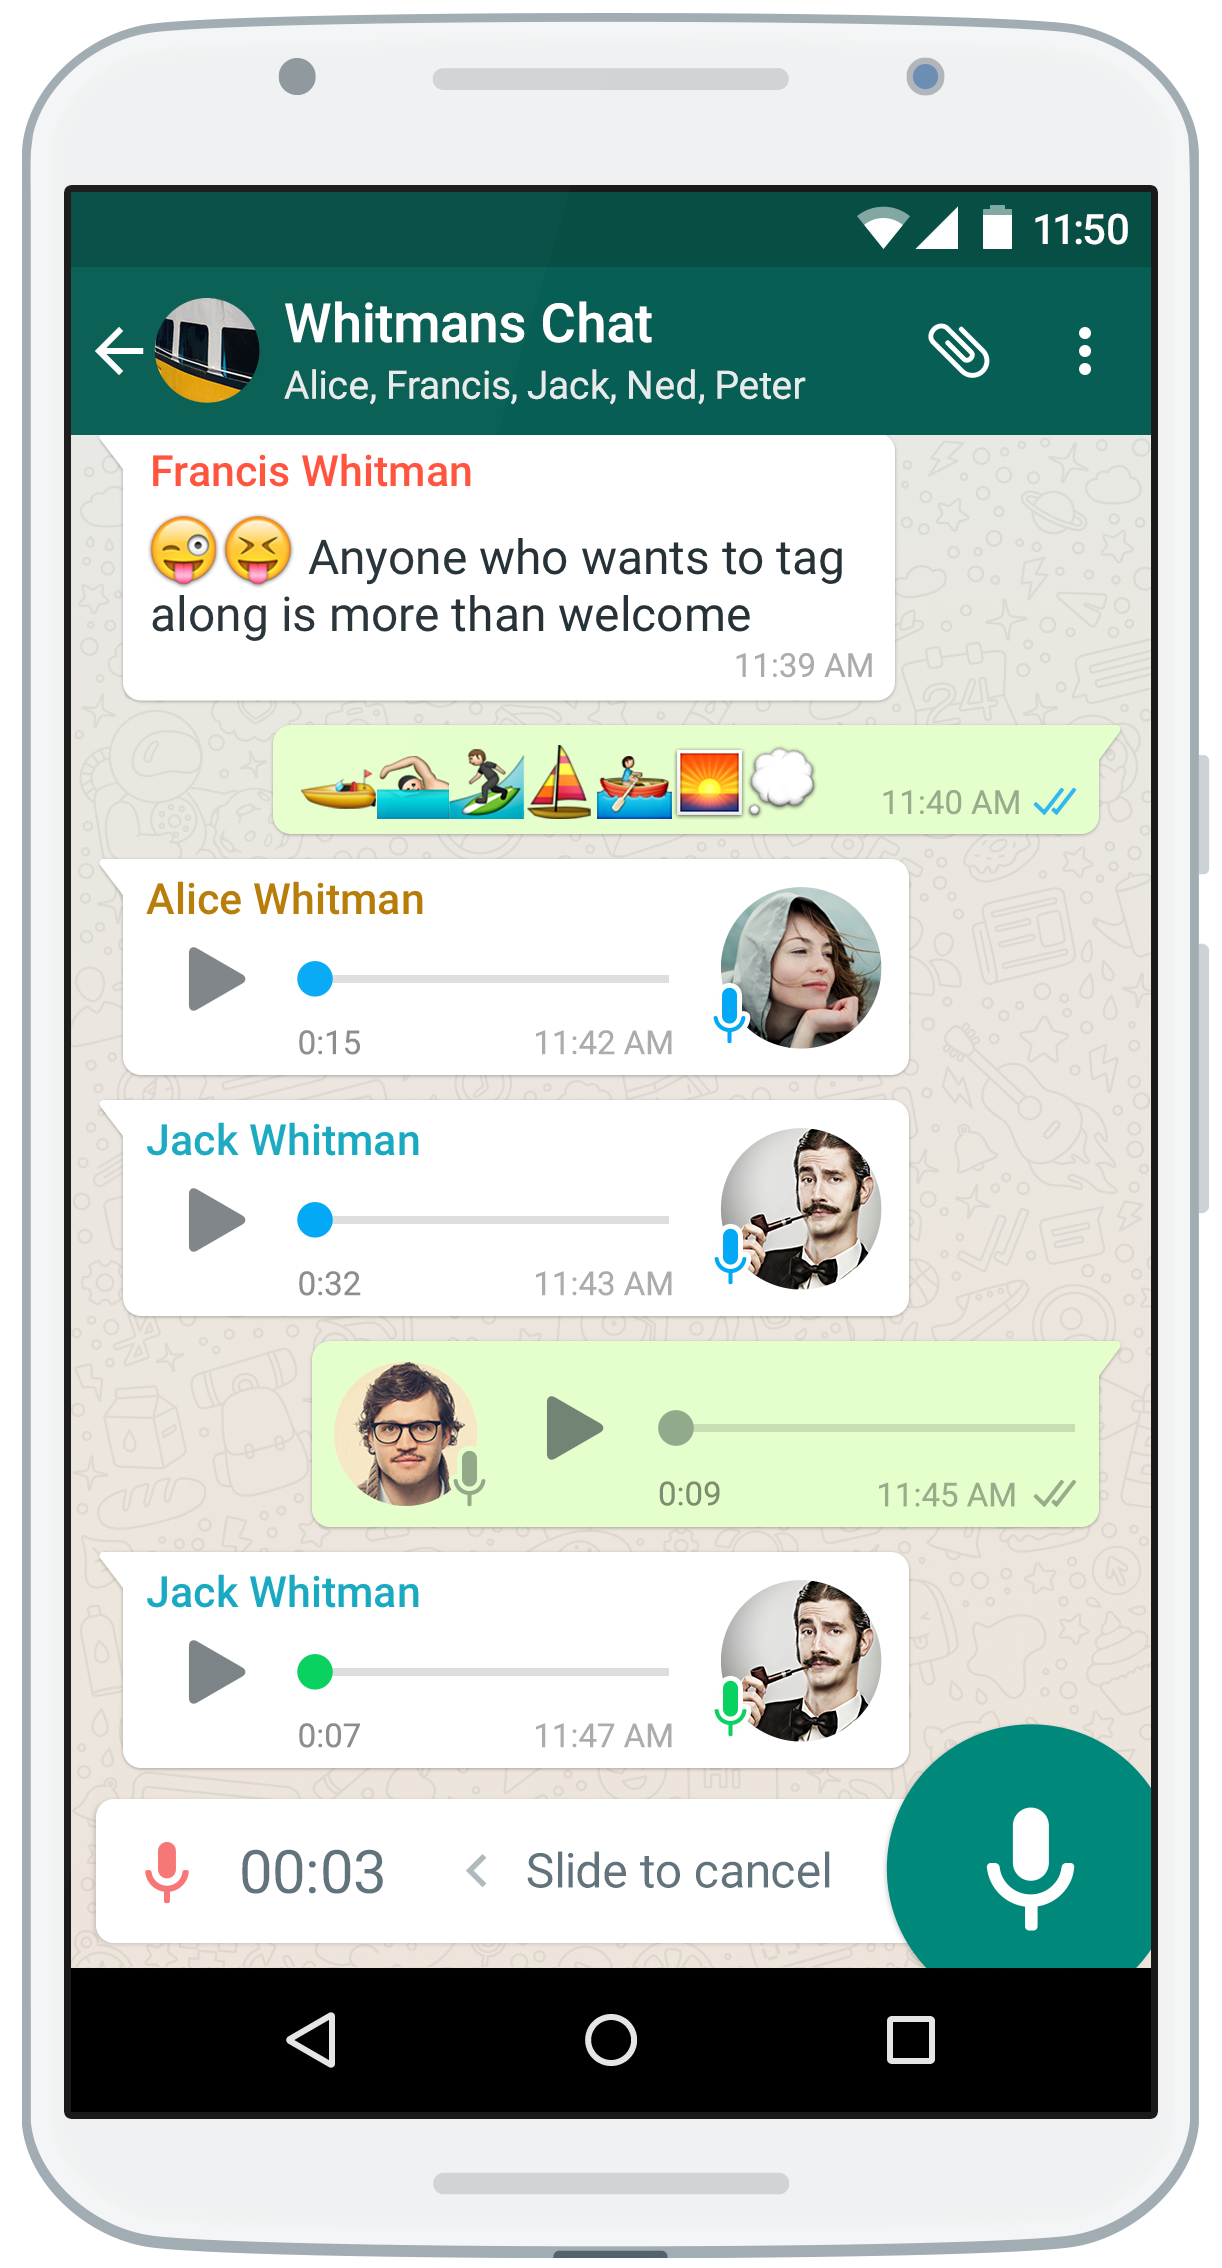 11:50
Whitmans Chat
Alice, Francis, Jack, Ned, Peter
Francis Whitman
😜😝 Anyone who wants to tag
along is more than welcome
11:39 AM
11:40 AM
Alice Whitman
0:15 11:42 AM
Jack Whitman
0:32 11:43 AM
0:09 11:45 AM
Jack Whitman
0:07 11:47 AM
00:03 < Slide to cancel